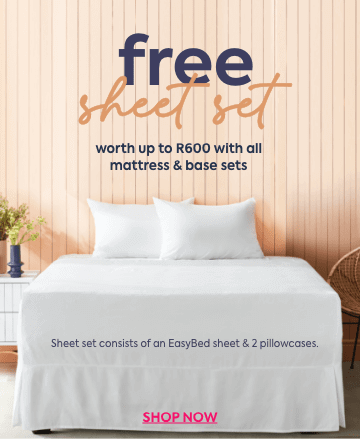 free
sheet set
worth up to R600 with all
mattress & base sets
Sheet set consists of an EasyBed sheet & 2 pillowcases.
SHOP NOW